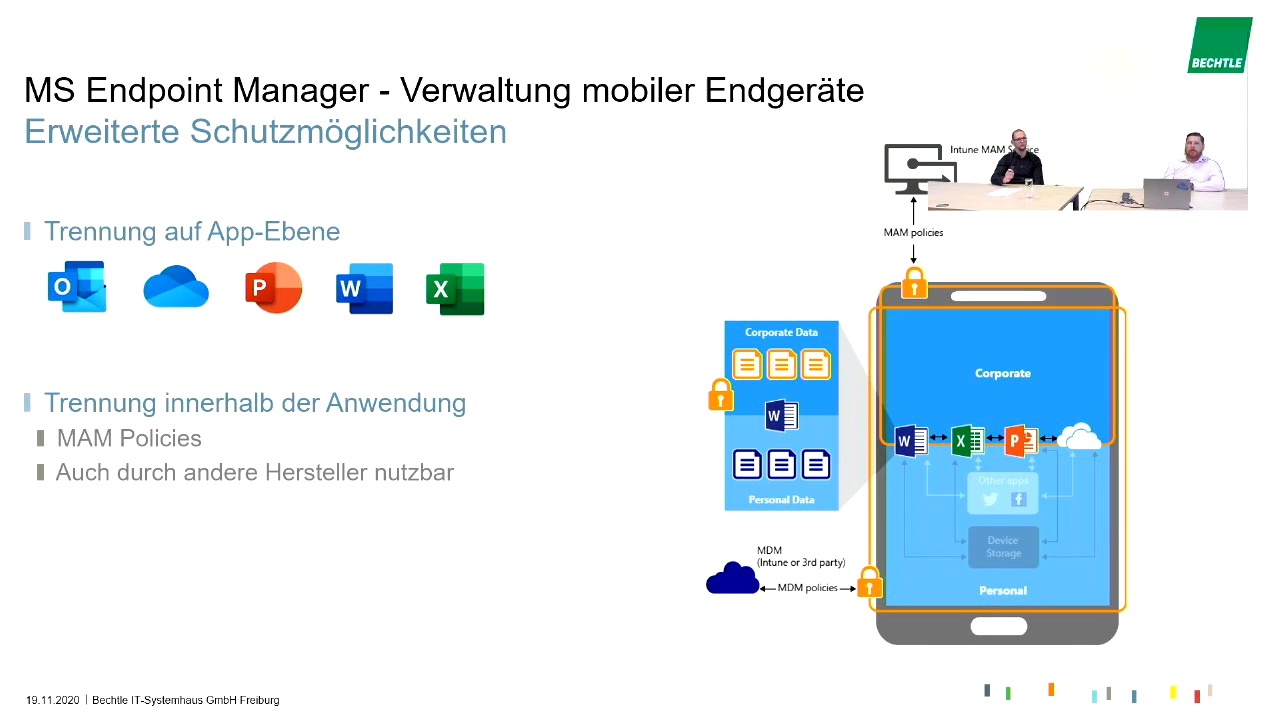 BECHTLE
MS Endpoint Manager - Verwaltung mobiler Endgeräte
Erweiterte Schutzmöglichkeiten
Intune MAM
Trennung auf App-Ebene
O
P
W
X
MAM policies
Corporate Data
W
Personal Data
Corporate
W
X
P
Other apps
Device
Storage
Personal
Trennung innerhalb der Anwendung
MAM Policies
Auch durch andere Hersteller nutzbar
MDM
(Intune or 3rd party)
MDM policies
19.11.2020 | Bechtle IT-Systemhaus GmbH Freiburg